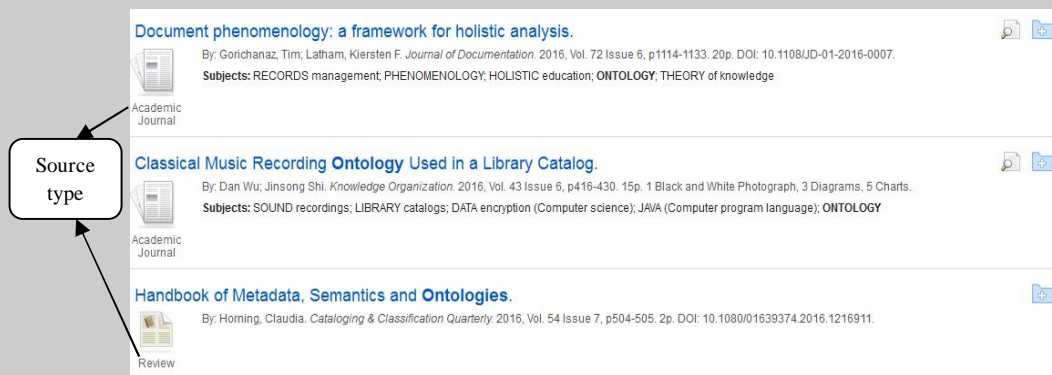 Document phenomenology: a framework for holistic analysis.
By: Gorichanaz, Tim; Latham, Kiersten F. Journal of Documentation. 2016, Vol. 72 Issue 6, p1114-1133. 20p. DOI: 10.1108/JD-01-2016-0007.
Subjects: RECORDS management; PHENOMENOLOGY; HOLISTIC education; ONTOLOGY; THEORY of knowledge
Academic
Journal
Source
type
Classical Music Recording Ontology Used in a Library Catalog.
By: Dan Wu; Jinsong Shi. Knowledge Organization. 2016, Vol. 43 Issue 6, p416-430. 15p. 1 Black and White Photograph, 3 Diagrams, 5 Charts.
Subjects: SOUND recordings; LIBRARY catalogs; DATA encryption (Computer science); JAVA (Computer program language); ONTOLOGY
Academic
Journal
Handbook of Metadata, Semantics and Ontologies.
By: Horning, Claudia. Cataloging & Classification Quarterly. 2016, Vol. 54 Issue 7, p504-505. 2p. DOI: 10.1080/01639374.2016.1216911.
Review